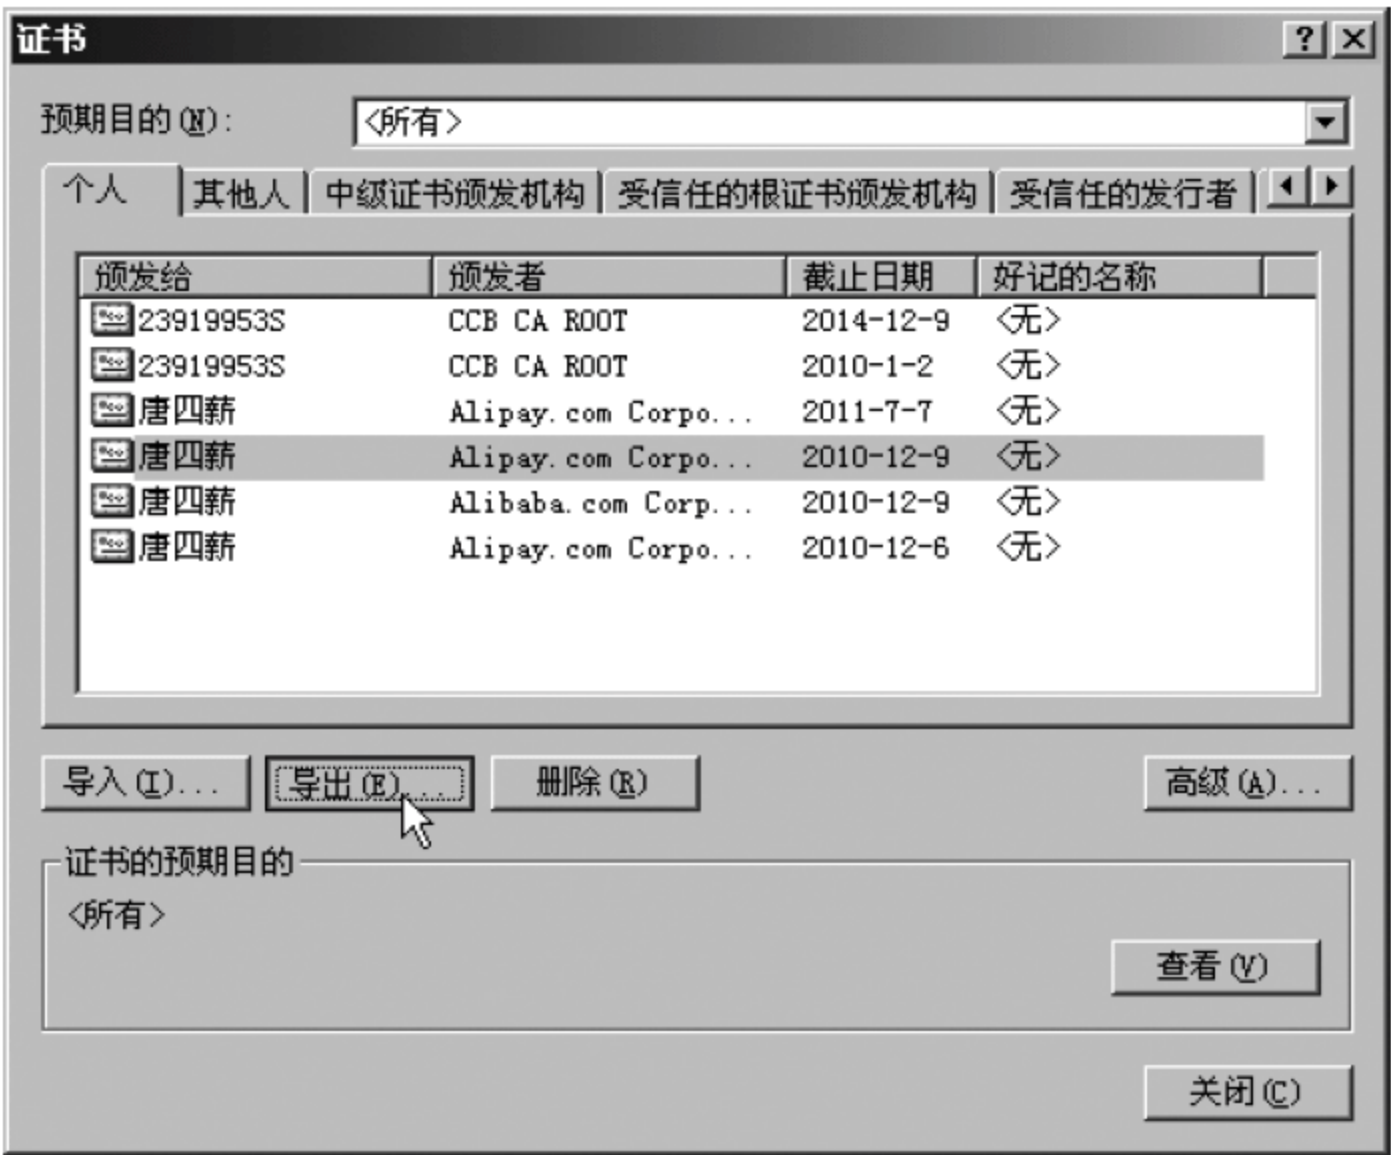 证书
预期目的(N): <所有>
个人 其他人 中级证书颁发机构 受信任的根证书颁发机构 受信任的发行者
颁发给 颁发者 截止日期 好记的名称
23919953S CCB CA ROOT 2014-12-9 <无>
23919953S CCB CA ROOT 2010-1-2 <无>
唐四薪 Alipay.com Corpo... 2011-7-7 <无>
唐四薪 Alipay.com Corpo... 2010-12-9 <无>
唐四薪 Alibaba.com Corp... 2010-12-9 <无>
唐四薪 Alipay.com Corpo... 2010-12-6 <无>
导入(I)... 导出(E)... 删除(R) 高级(A)...
证书的预期目的
<所有>
查看(V)
关闭(C)